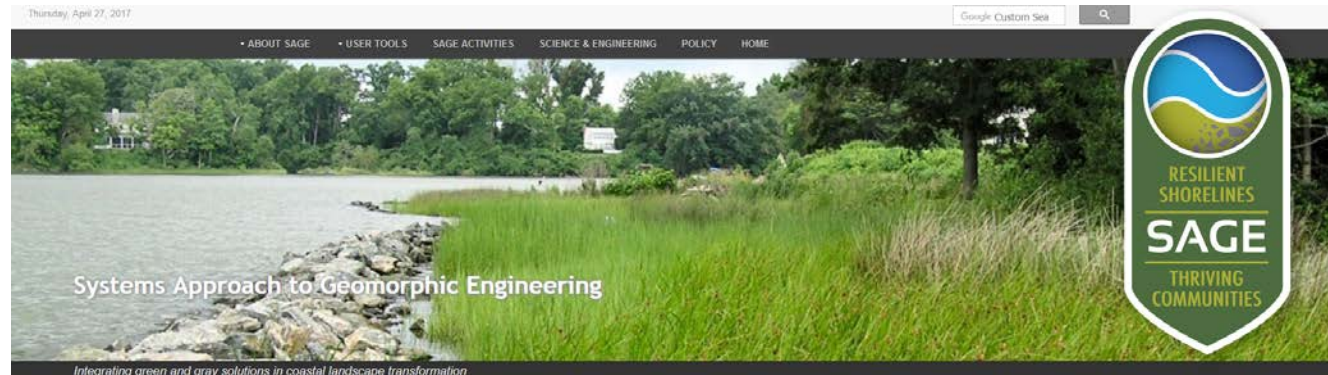 Thursday, April 27, 2017
Google Custom Sea
• ABOUT SAGE • USER TOOLS SAGE ACTIVITIES SCIENCE & ENGINEERING POLICY HOME
RESILIENT
SHORELINES
SAGE
THRIVING
COMMUNITIES
Systems Approach to Geomorphic Engineering
Integrating green and gray solutions in coastal landscape transformation